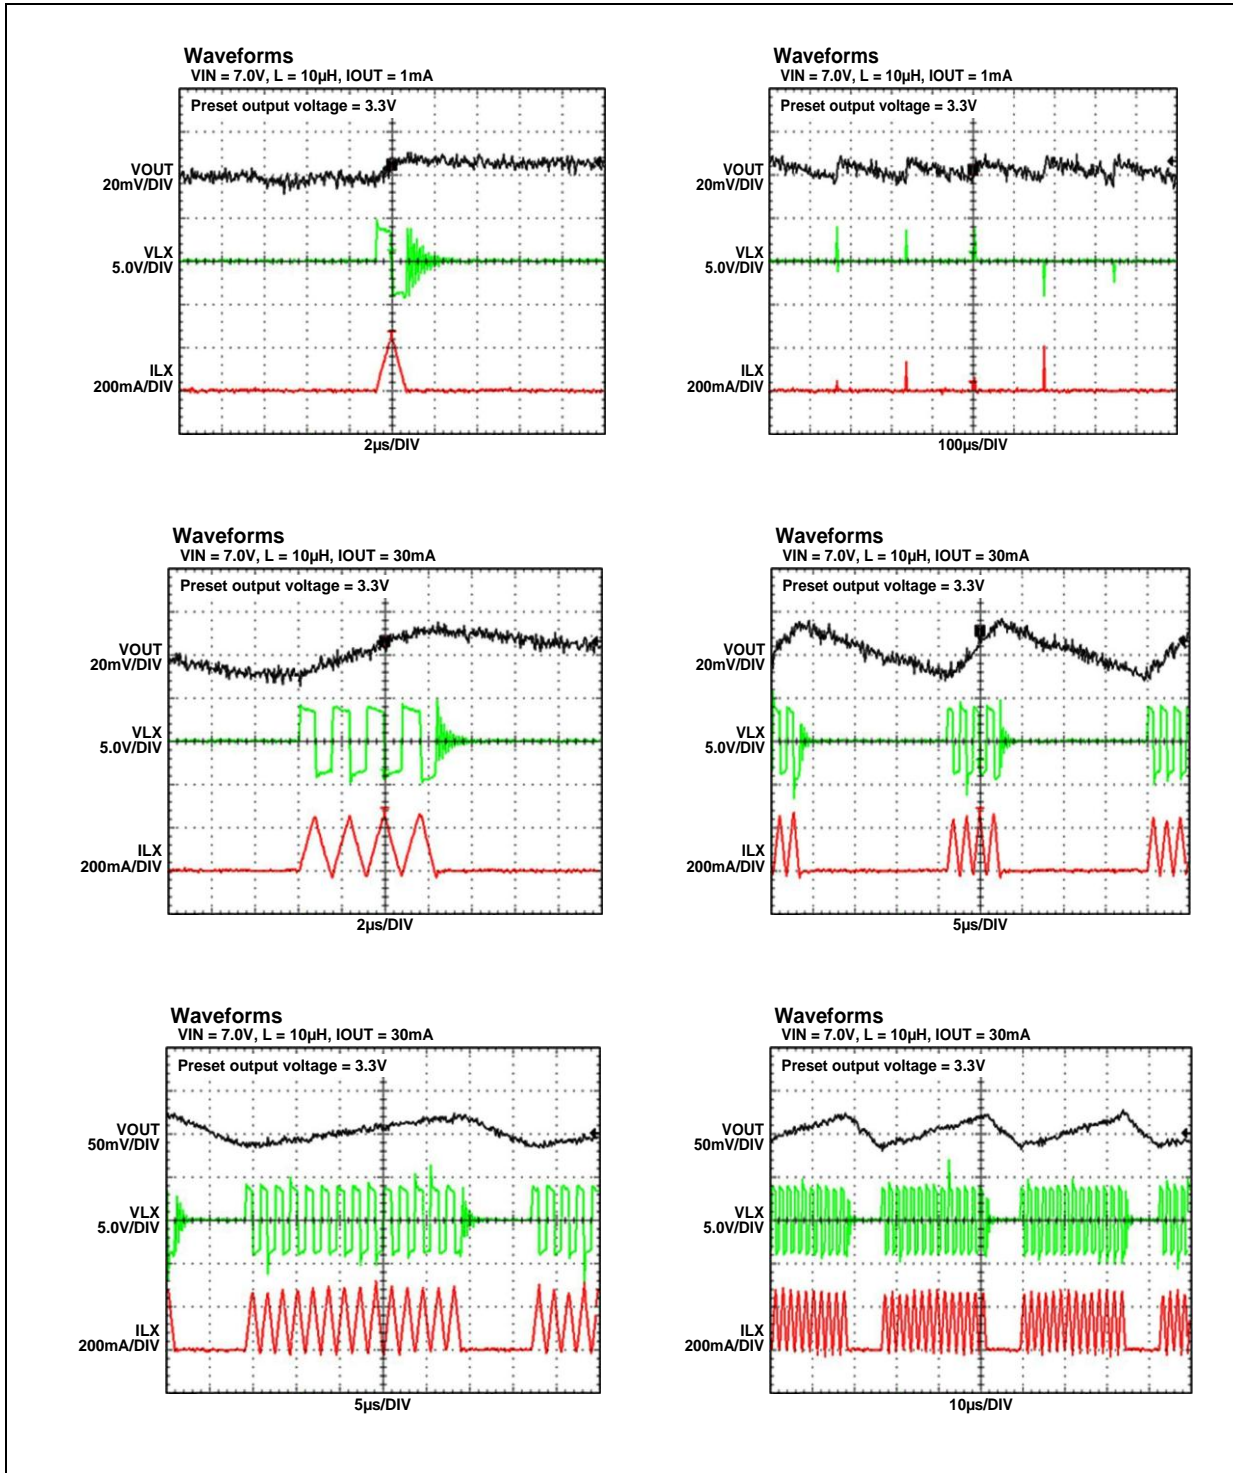 Waveforms
VIN = 7.0V, L = 10µH, IOUT = 1mA
Preset output voltage = 3.3V
VOUT
20mV/DIV
VLX
5.0V/DIV
ILX
200mA/DIV
2µs/DIV
Waveforms
VIN = 7.0V, L = 10µH, IOUT = 1mA
Preset output voltage = 3.3V
VOUT
20mV/DIV
VLX
5.0V/DIV
ILX
200mA/DIV
100µs/DIV
Waveforms
VIN = 7.0V, L = 10µH, IOUT = 30mA
Preset output voltage = 3.3V
VOUT
20mV/DIV
VLX
5.0V/DIV
ILX
200mA/DIV
2µs/DIV
Waveforms
VIN = 7.0V, L = 10µH, IOUT = 30mA
Preset output voltage = 3.3V
VOUT
20mV/DIV
VLX
5.0V/DIV
ILX
200mA/DIV
5µs/DIV
Waveforms
VIN = 7.0V, L = 10µH, IOUT = 30mA
Preset output voltage = 3.3V
VOUT
50mV/DIV
VLX
5.0V/DIV
ILX
200mA/DIV
5µs/DIV
Waveforms
VIN = 7.0V, L = 10µH, IOUT = 30mA
Preset output voltage = 3.3V
VOUT
50mV/DIV
VLX
5.0V/DIV
ILX
200mA/DIV
10µs/DIV